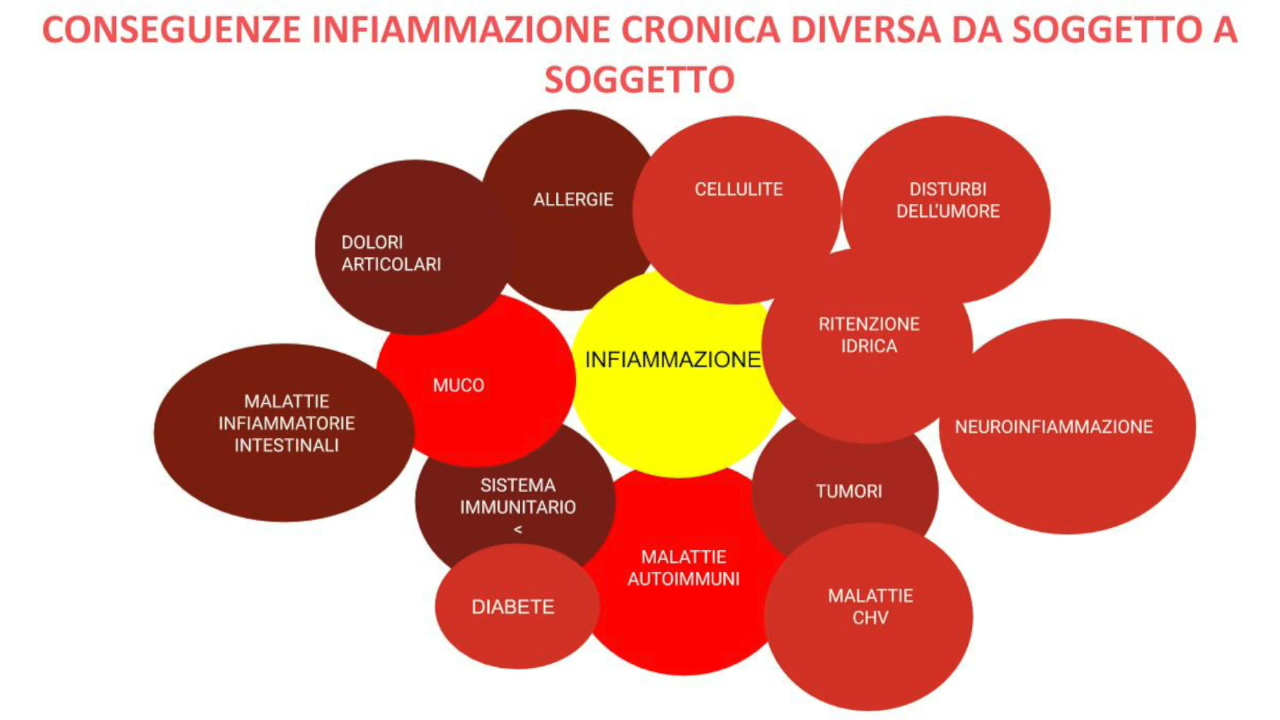 CONSEGUENZE INFIAMMAZIONE CRONICA DIVERSA DA SOGGETTO A
SOGGETTO
ALLERGIE
CELLULITE
DISTURBI
DELL'UMORE
DOLORI
ARTICOLARI
RITENZIONE
IDRICA
INFIAMMAZIONE
MUCO
MALATTIE
INFIAMMATORIE
INTESTINALI
NEUROINFIAMMAZIONE
SISTEMA
IMMUNITARIO
<
TUMORI
MALATTIE
AUTOIMMUNI
DIABETE
MALATTIE
CHV